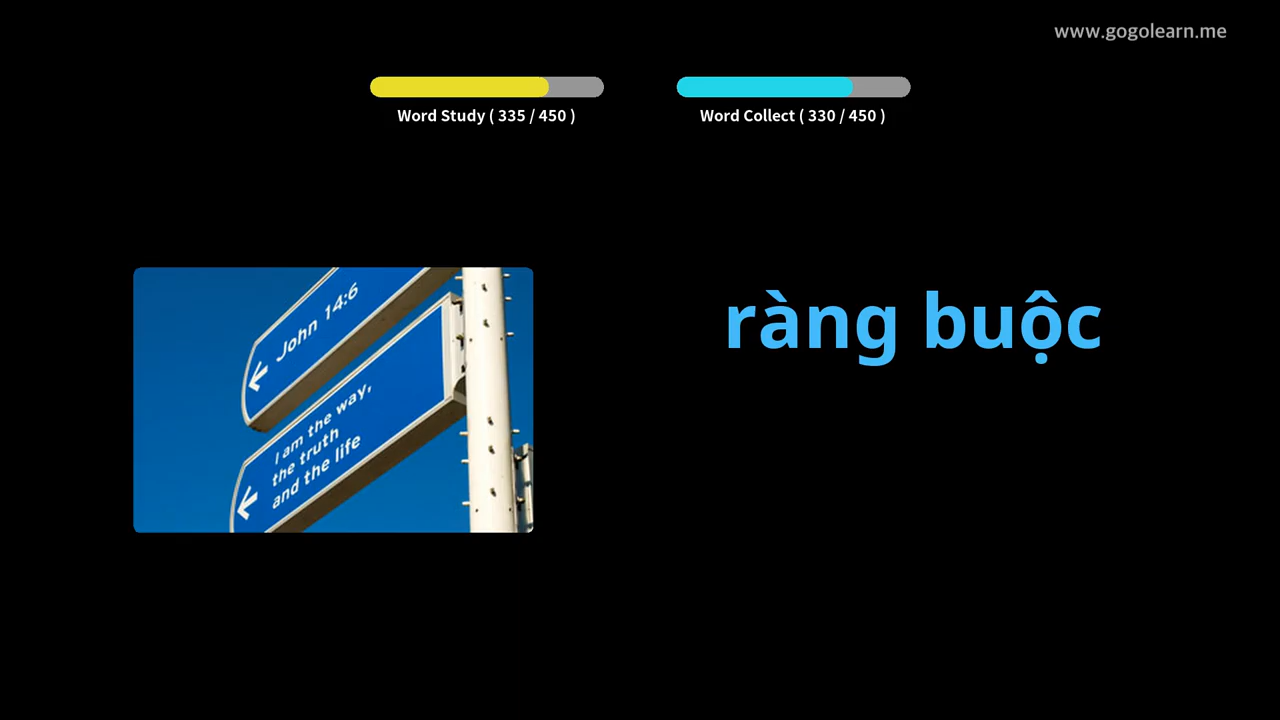 www.gogolearn.me
Word Study ( 335 / 450 )
Word Collect ( 330 / 450 )
John 14:6
I am the way,
the truth
and the life
ràng buộc